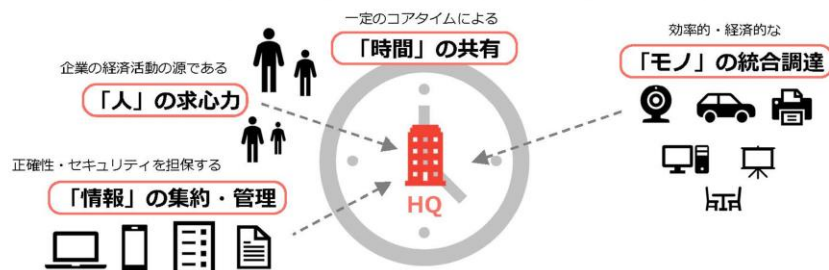 一定のコアタイムによる
「時間」の共有
効率的・経済的な
「モノ」の統合調達
企業の経済活動の源である
「人」の求心力
正確性・セキュリティを担保する
「情報」の集約・管理
HQ